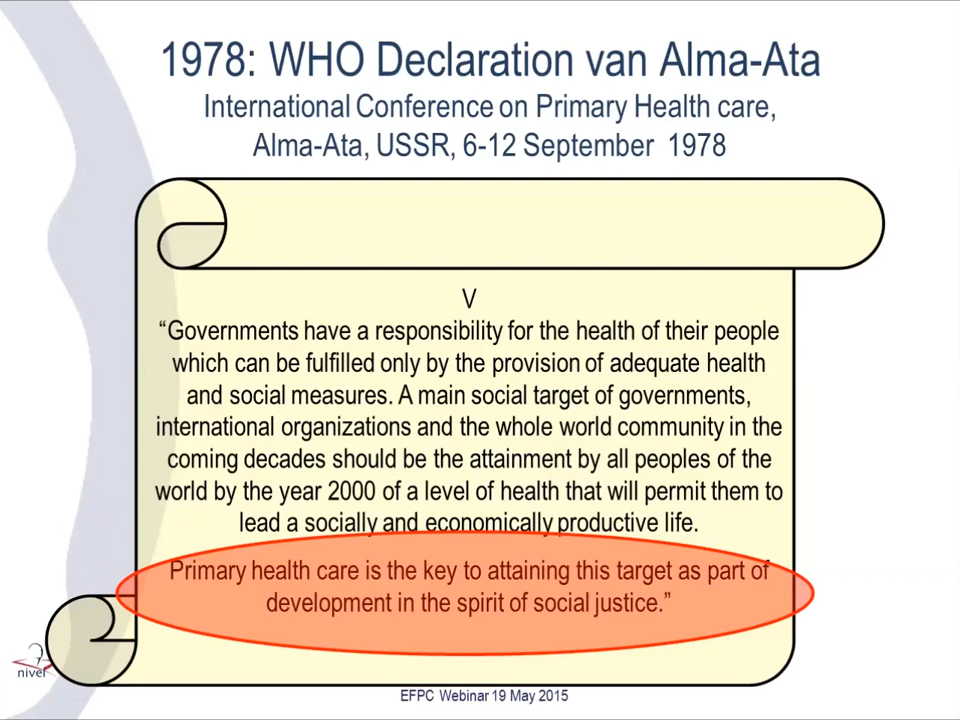 1978: WHO Declaration van Alma-Ata
International Conference on Primary Health care,
Alma-Ata, USSR, 6-12 September 1978
V
“Governments have a responsibility for the health of their people
which can be fulfilled only by the provision of adequate health
and social measures. A main social target of governments,
international organizations and the whole world community in the
coming decades should be the attainment by all peoples of the
world by the year 2000 of a level of health that will permit them to
lead a socially and economically productive life.
Primary health care is the key to attaining this target as part of
development in the spirit of social justice.”
nivel
EFPC Webinar 19 May 2015